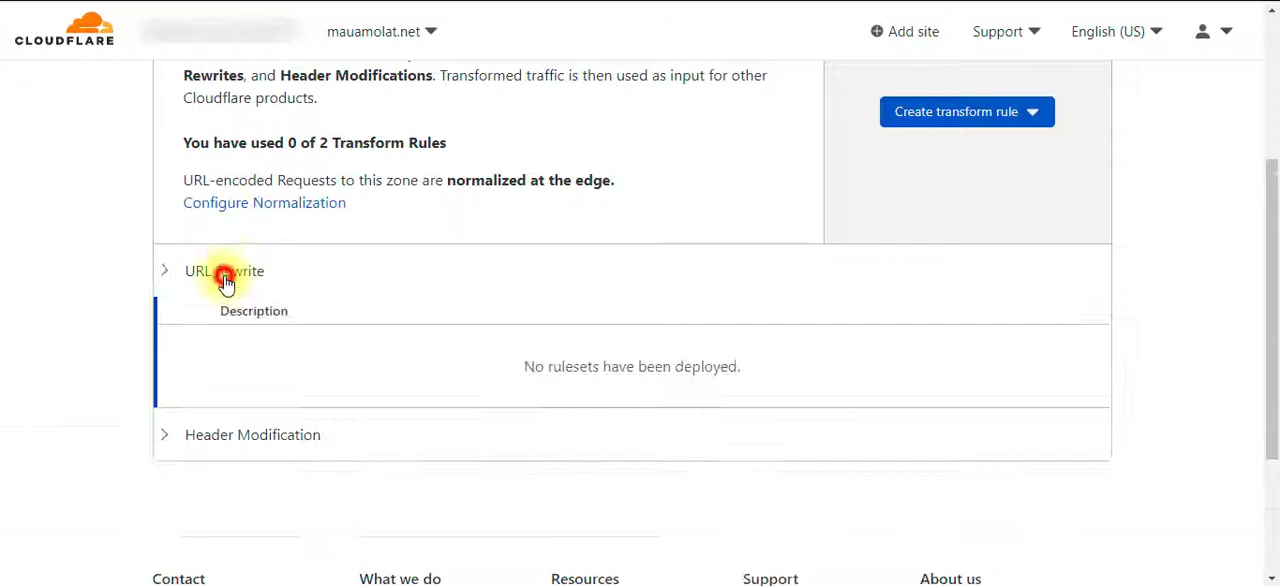 CLOUDFLARE
mauamolat.net
Add site
Support
English (US)
Rewrites, and Header Modifications. Transformed traffic is then used as input for other
Cloudflare products.
Create transform rule
You have used 0 of 2 Transform Rules
URL-encoded Requests to this zone are normalized at the edge.
Configure Normalization
URL Rewrite
Description
No rulesets have been deployed.
Header Modification
Contact
What we do
Resources
Support
About us